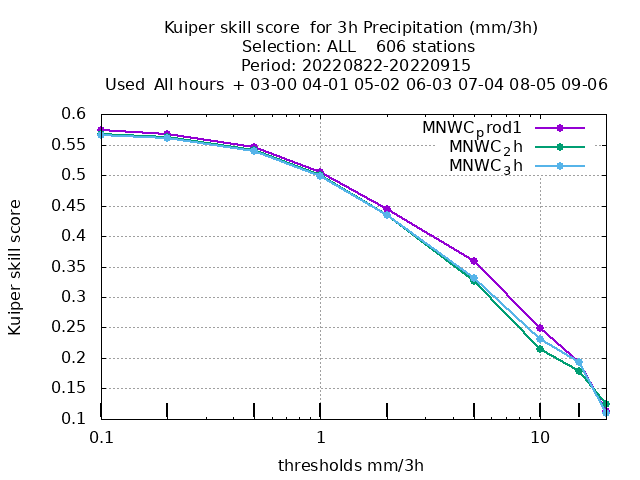 Kuiper skill score  for 3h Precipitation (mm/3h)
Selection: ALL    606 stations
Period: 20220822-20220915
Used  All hours  + 03-00 04-01 05-02 06-03 07-04 08-05 09-06
MNWCprod1
MNWC2h
MNWC3h
0.6
0.55
0.5
0.45
0.4
0.35
0.3
0.25
0.2
0.15
0.1
Kuiper skill score
0.1 1 10
thresholds mm/3h